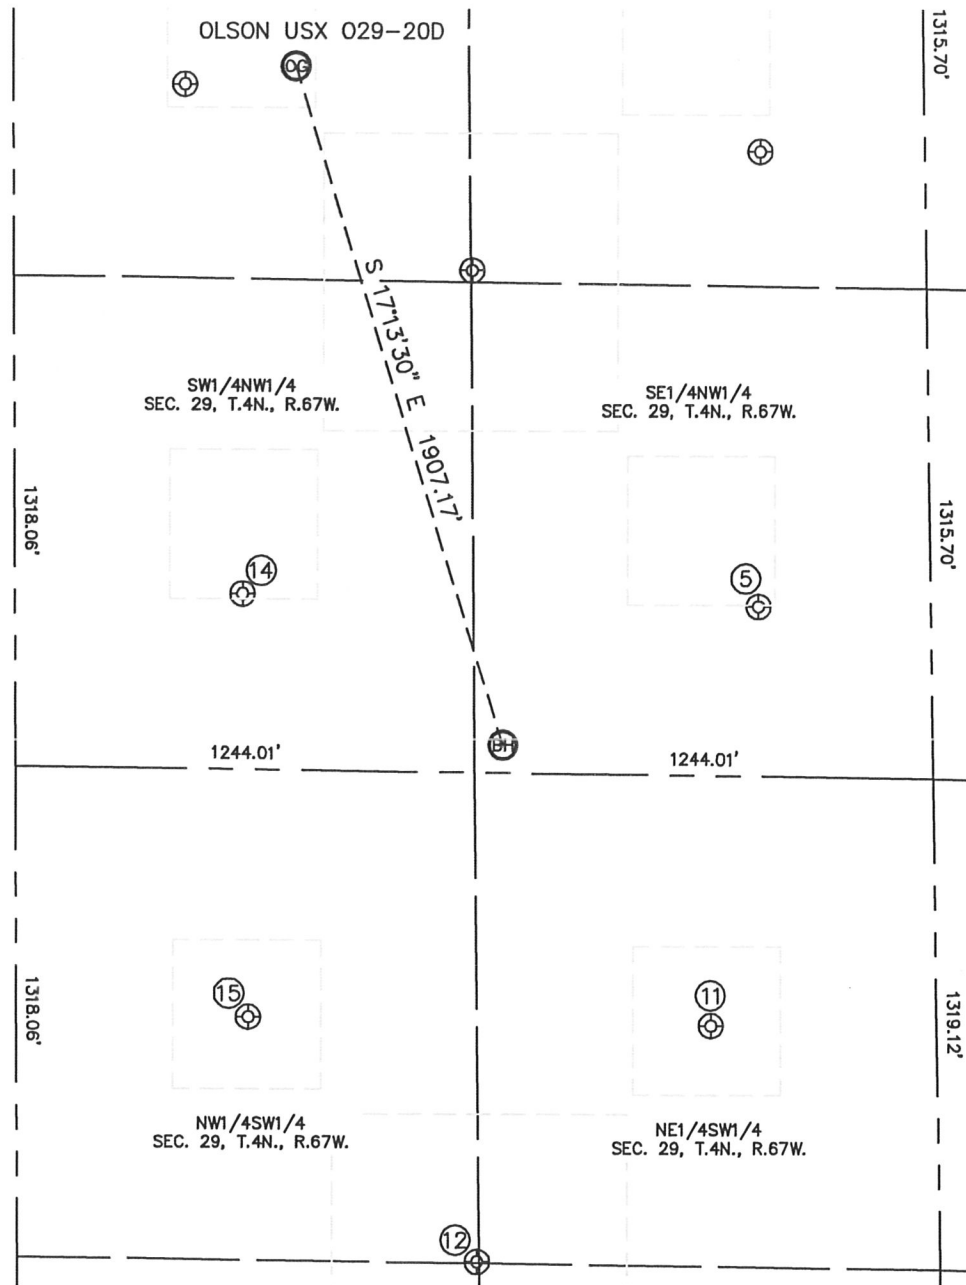 OLSON USX O29-20D
1315.70'
OG
S 17°13'30" E 1907.17'
SW1/4NW1/4
SEC. 29, T.4N., R.67W.
SE1/4NW1/4
SEC. 29, T.4N., R.67W.
1318.06'
1315.70'
14
5
BH
1244.01'
1244.01'
15
11
1318.06'
1319.12'
NW1/4SW1/4
SEC. 29, T.4N., R.67W.
NE1/4SW1/4
SEC. 29, T.4N., R.67W.
12